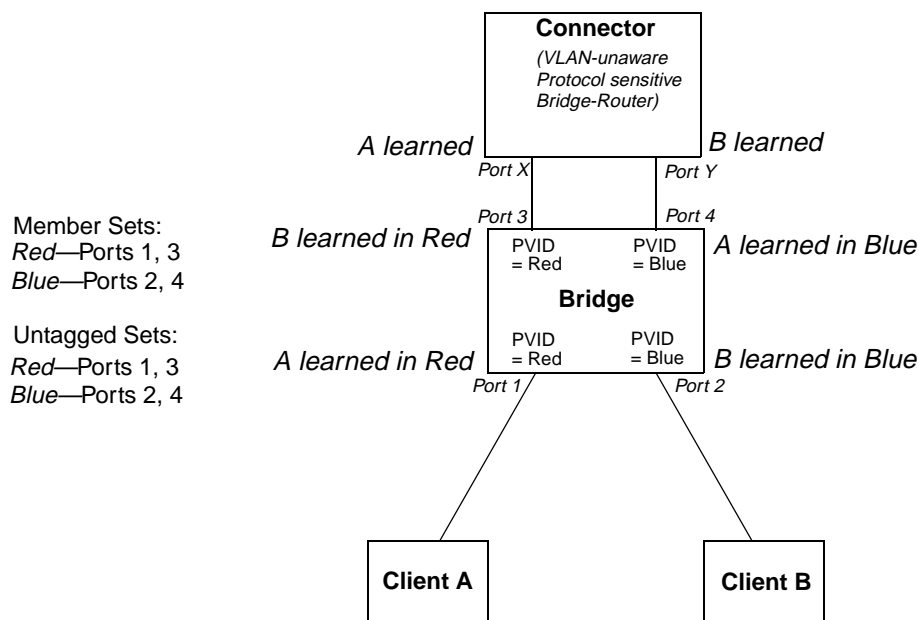 Connector
(VLAN-unaware
Protocol sensitive
Bridge-Router)
A learned
B learned
Port X
Port Y
Port 3
Port 4
Member Sets:
Red—Ports 1, 3
Blue—Ports 2, 4
B learned in Red
PVID
= Red
PVID
= Blue
A learned in Blue
Bridge
Untagged Sets:
Red—Ports 1, 3
Blue—Ports 2, 4
A learned in Red
PVID
= Red
PVID
= Blue
B learned in Blue
Port 1
Port 2
Client A
Client B